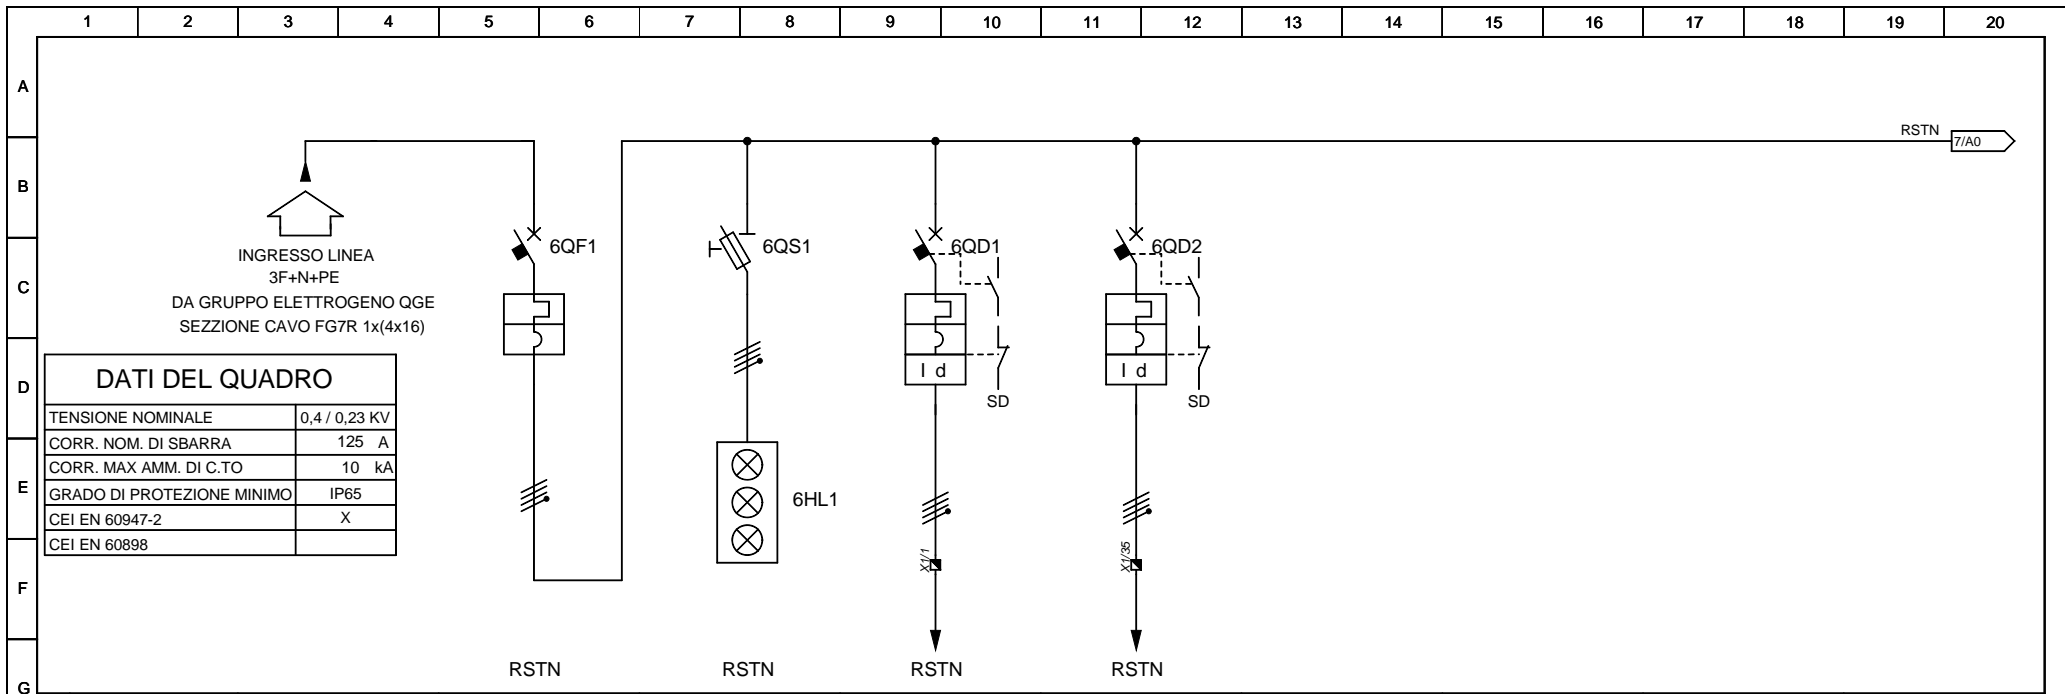 1 2 3 4 5 6 7 8 9 10 11 12 13 14 15 16 17 18 19 20
A
RSTN
7/A0
B
INGRESSO LINEA
3F+N+PE
DA GRUPPO ELETTROGENO QGE
SEZZIONE CAVO FG7R 1x(4x16)
6QF1
6QS1
6QD1
6QD2
C
D
I d
SD
I d
SD
DATI DEL QUADRO
TENSIONE NOMINALE 0,4 / 0,23 KV
CORR. NOM. DI SBARRA 125 A
CORR. MAX AMM. DI C.TO 10 kA
GRADO DI PROTEZIONE MINIMO IP65
CEI EN 60947-2 X
CEI EN 60898
E
6HL1
X1/1
X1/35
F
RSTN RSTN RSTN RSTN
G